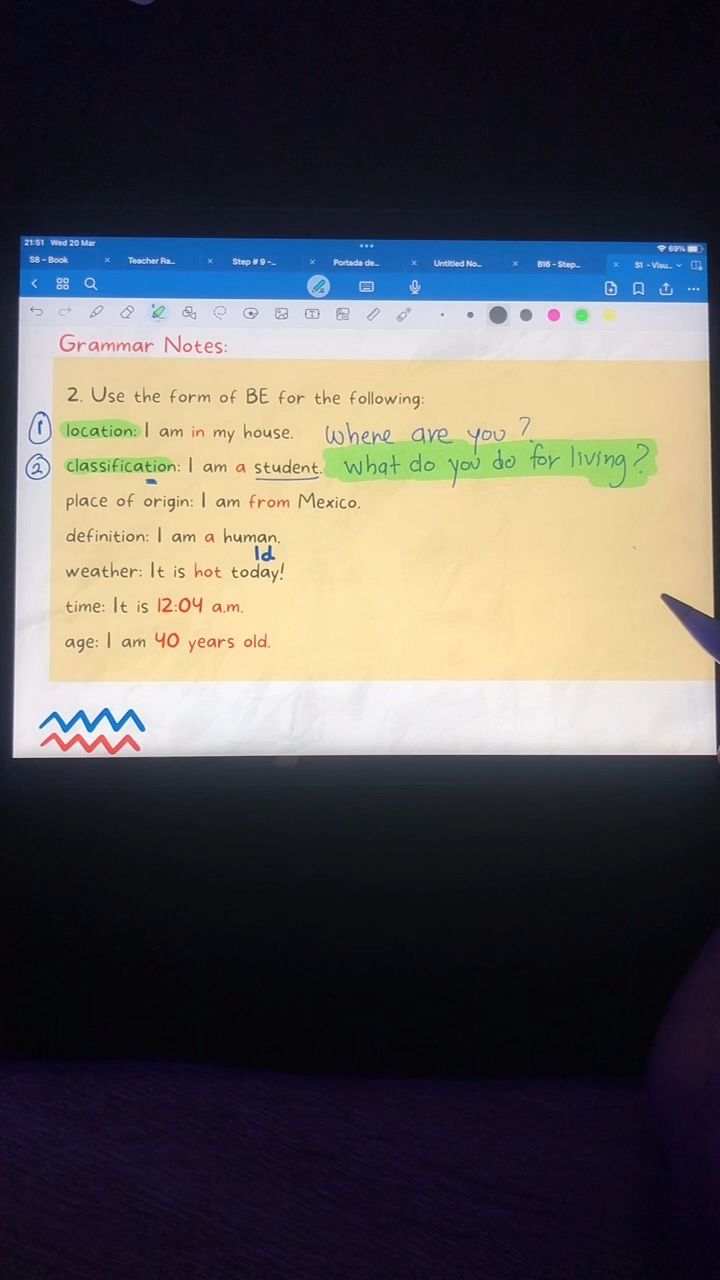 21:51 Wed 20 Mar
69%
S8 - Book
Teacher Ra...
Step # 9 -...
Portada de...
Untitled No...
B16 - Step...
S1 - Visu...
Grammar Notes:
2. Use the form of BE for the following:
1 location: I am in my house. Where are you?
2 classification: I am a student. What do you do for living?
place of origin: I am from Mexico.
definition: I am a human.
ld
weather: It is hot today!
time: It is 12:04 a.m.
age: I am 40 years old.